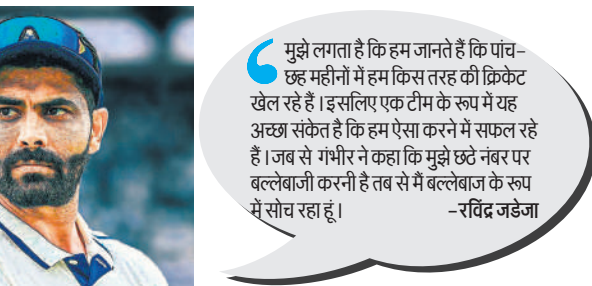 मुझे लगता है कि हम जानते हैं कि पांच-
छह महीनों में हम किस तरह की क्रिकेट
खेल रहे हैं। इसलिए एक टीम के रूप में यह
अच्छा संकेत है कि हम ऐसा करने में सफल रहे
हैं। जब से गंभीर ने कहा कि मुझे छठे नंबर पर
बल्लेबाजी करनी है तब से मैं बल्लेबाज के रूप
में सोच रहा हूं। -रविंद्र जडेजा